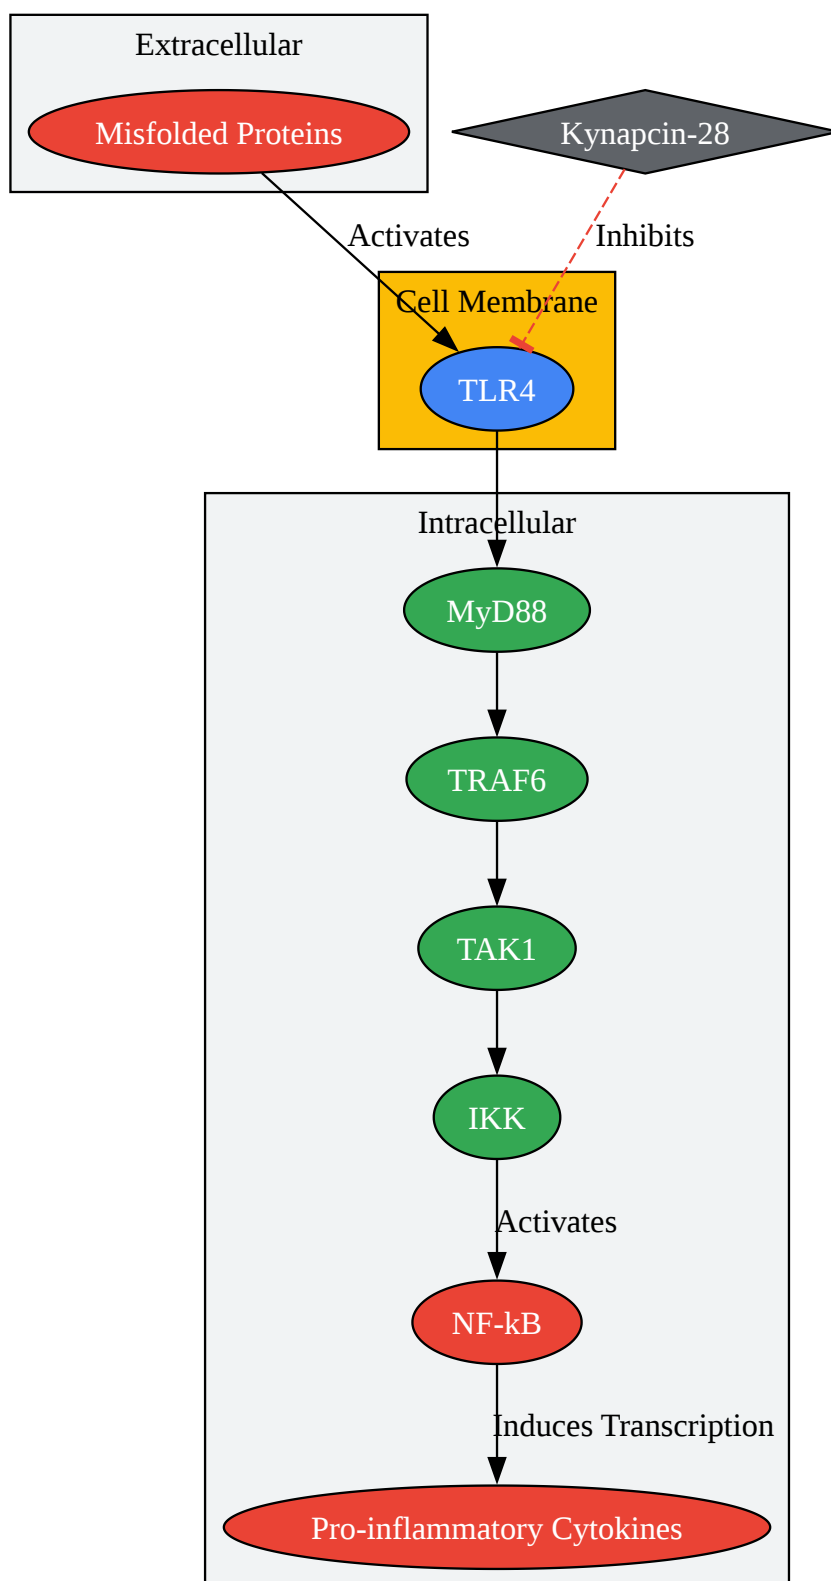 Extracellular
Misfolded Proteins
Kynapcin-28
Activates
Inhibits
Cell Membrane
TLR4
Intracellular
MyD88
TRAF6
TAK1
IKK
Activates
NF-kB
Induces Transcription
Pro-inflammatory Cytokines